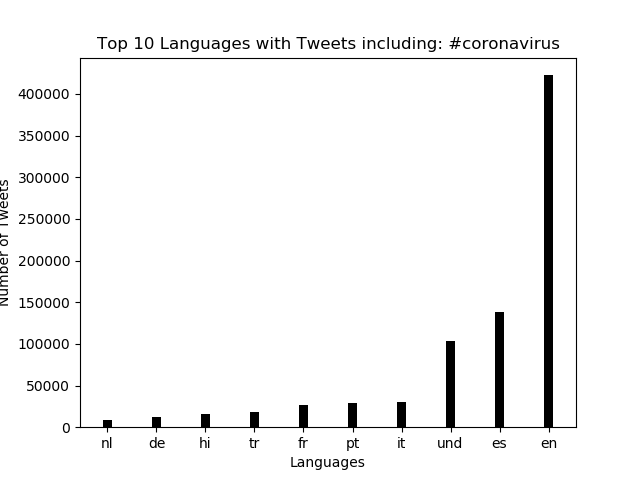 Top 10 Languages with Tweets including: #coronavirus
400000
350000
300000
250000
200000
150000
100000
50000
0
Number of Tweets
nl de hi tr fr pt it und es en
Languages